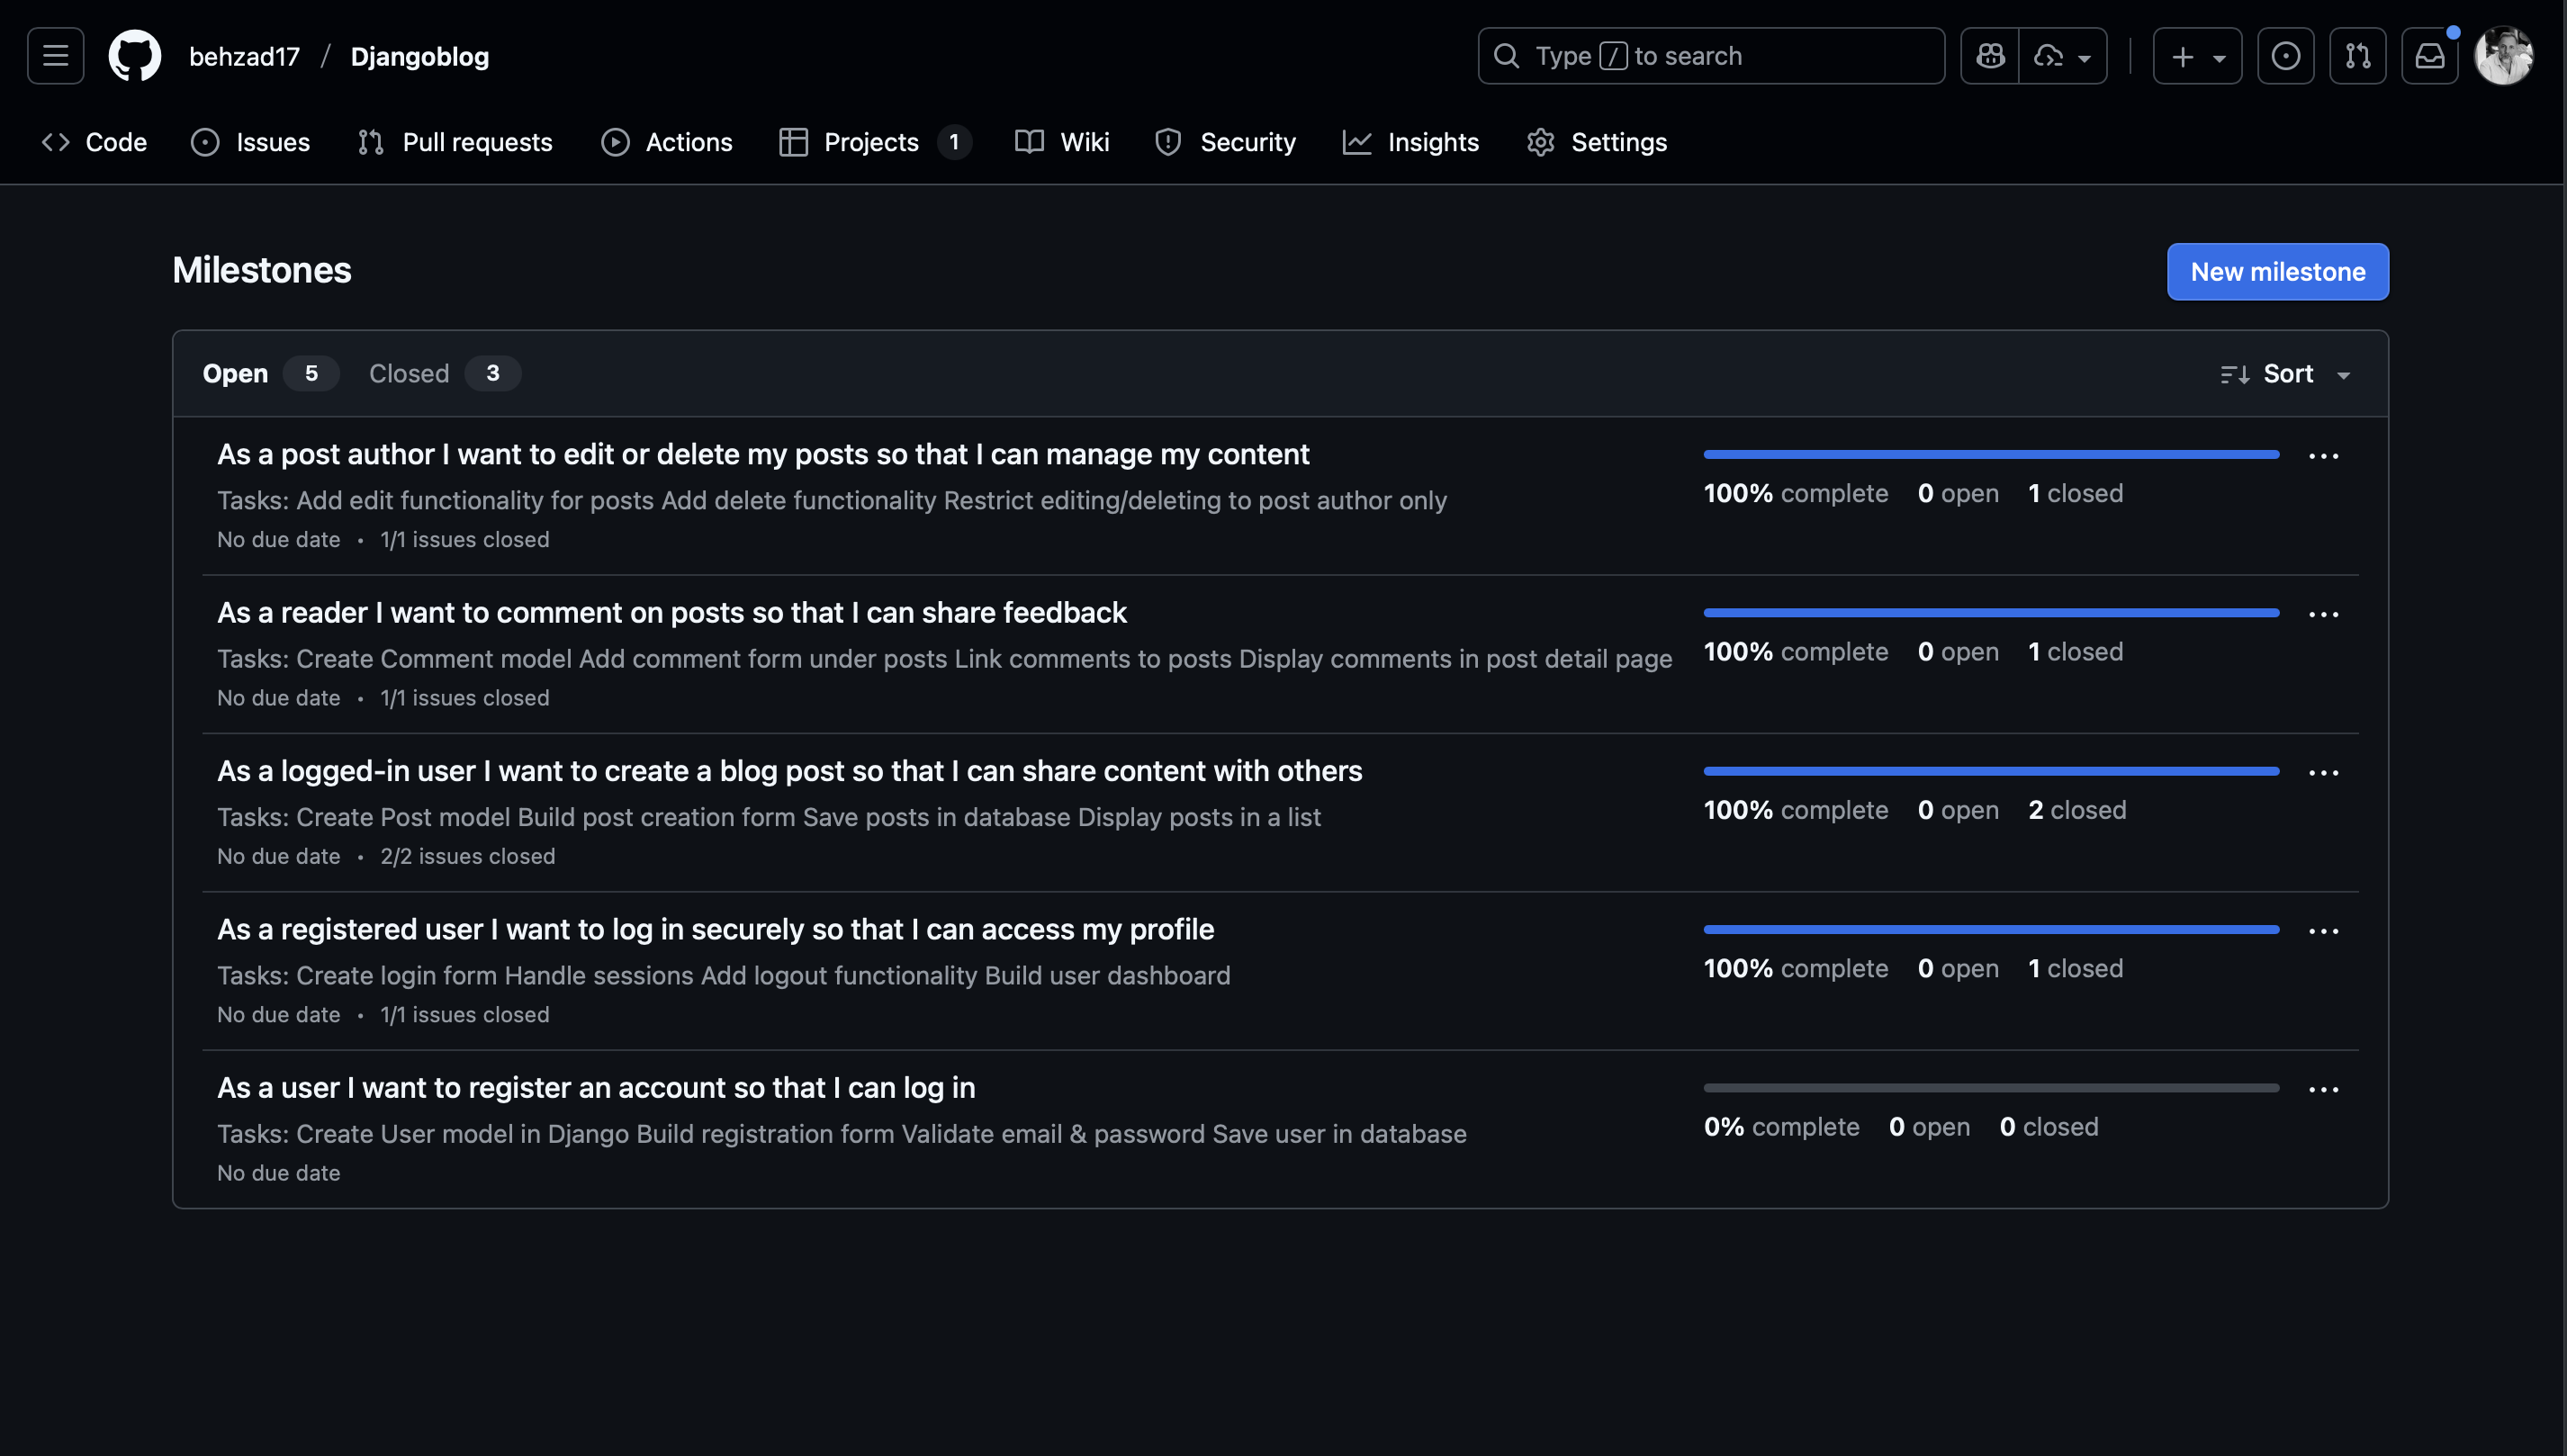 behzad17 / Djangoblog
Type / to search
Code Issues Pull requests Actions Projects 1 Wiki Security Insights Settings
Milestones
New milestone
Open 5 Closed 3 Sort
As a post author I want to edit or delete my posts so that I can manage my content
Tasks: Add edit functionality for posts Add delete functionality Restrict editing/deleting to post author only
No due date • 1/1 issues closed
100% complete 0 open 1 closed
As a reader I want to comment on posts so that I can share feedback
Tasks: Create Comment model Add comment form under posts Link comments to posts Display comments in post detail page
No due date • 1/1 issues closed
100% complete 0 open 1 closed
As a logged-in user I want to create a blog post so that I can share content with others
Tasks: Create Post model Build post creation form Save posts in database Display posts in a list
No due date • 2/2 issues closed
100% complete 0 open 2 closed
As a registered user I want to log in securely so that I can access my profile
Tasks: Create login form Handle sessions Add logout functionality Build user dashboard
No due date • 1/1 issues closed
100% complete 0 open 1 closed
As a user I want to register an account so that I can log in
Tasks: Create User model in Django Build registration form Validate email & password Save user in database
No due date
0% complete 0 open 0 closed